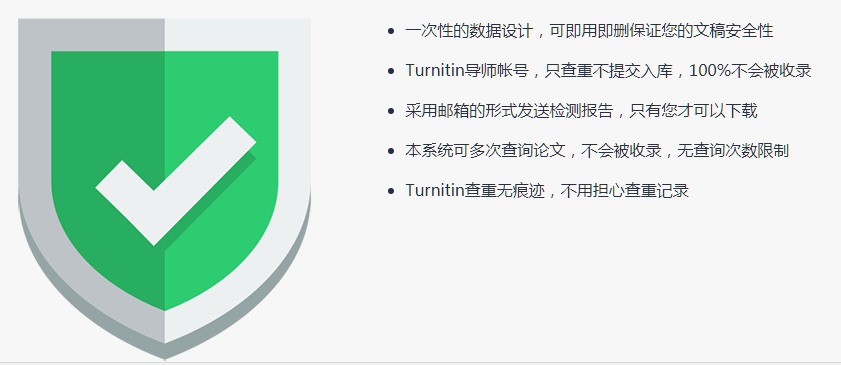 一次性的数据设计，可即用即删保证您的文稿安全性
Turnitin导师帐号，只查重不提交入库，100%不会被收录
采用邮箱的形式发送检测报告，只有您才可以下载
本系统可多次查询论文，不会被收录，无查询次数限制
Turnitin查重无痕迹，不用担心查重记录